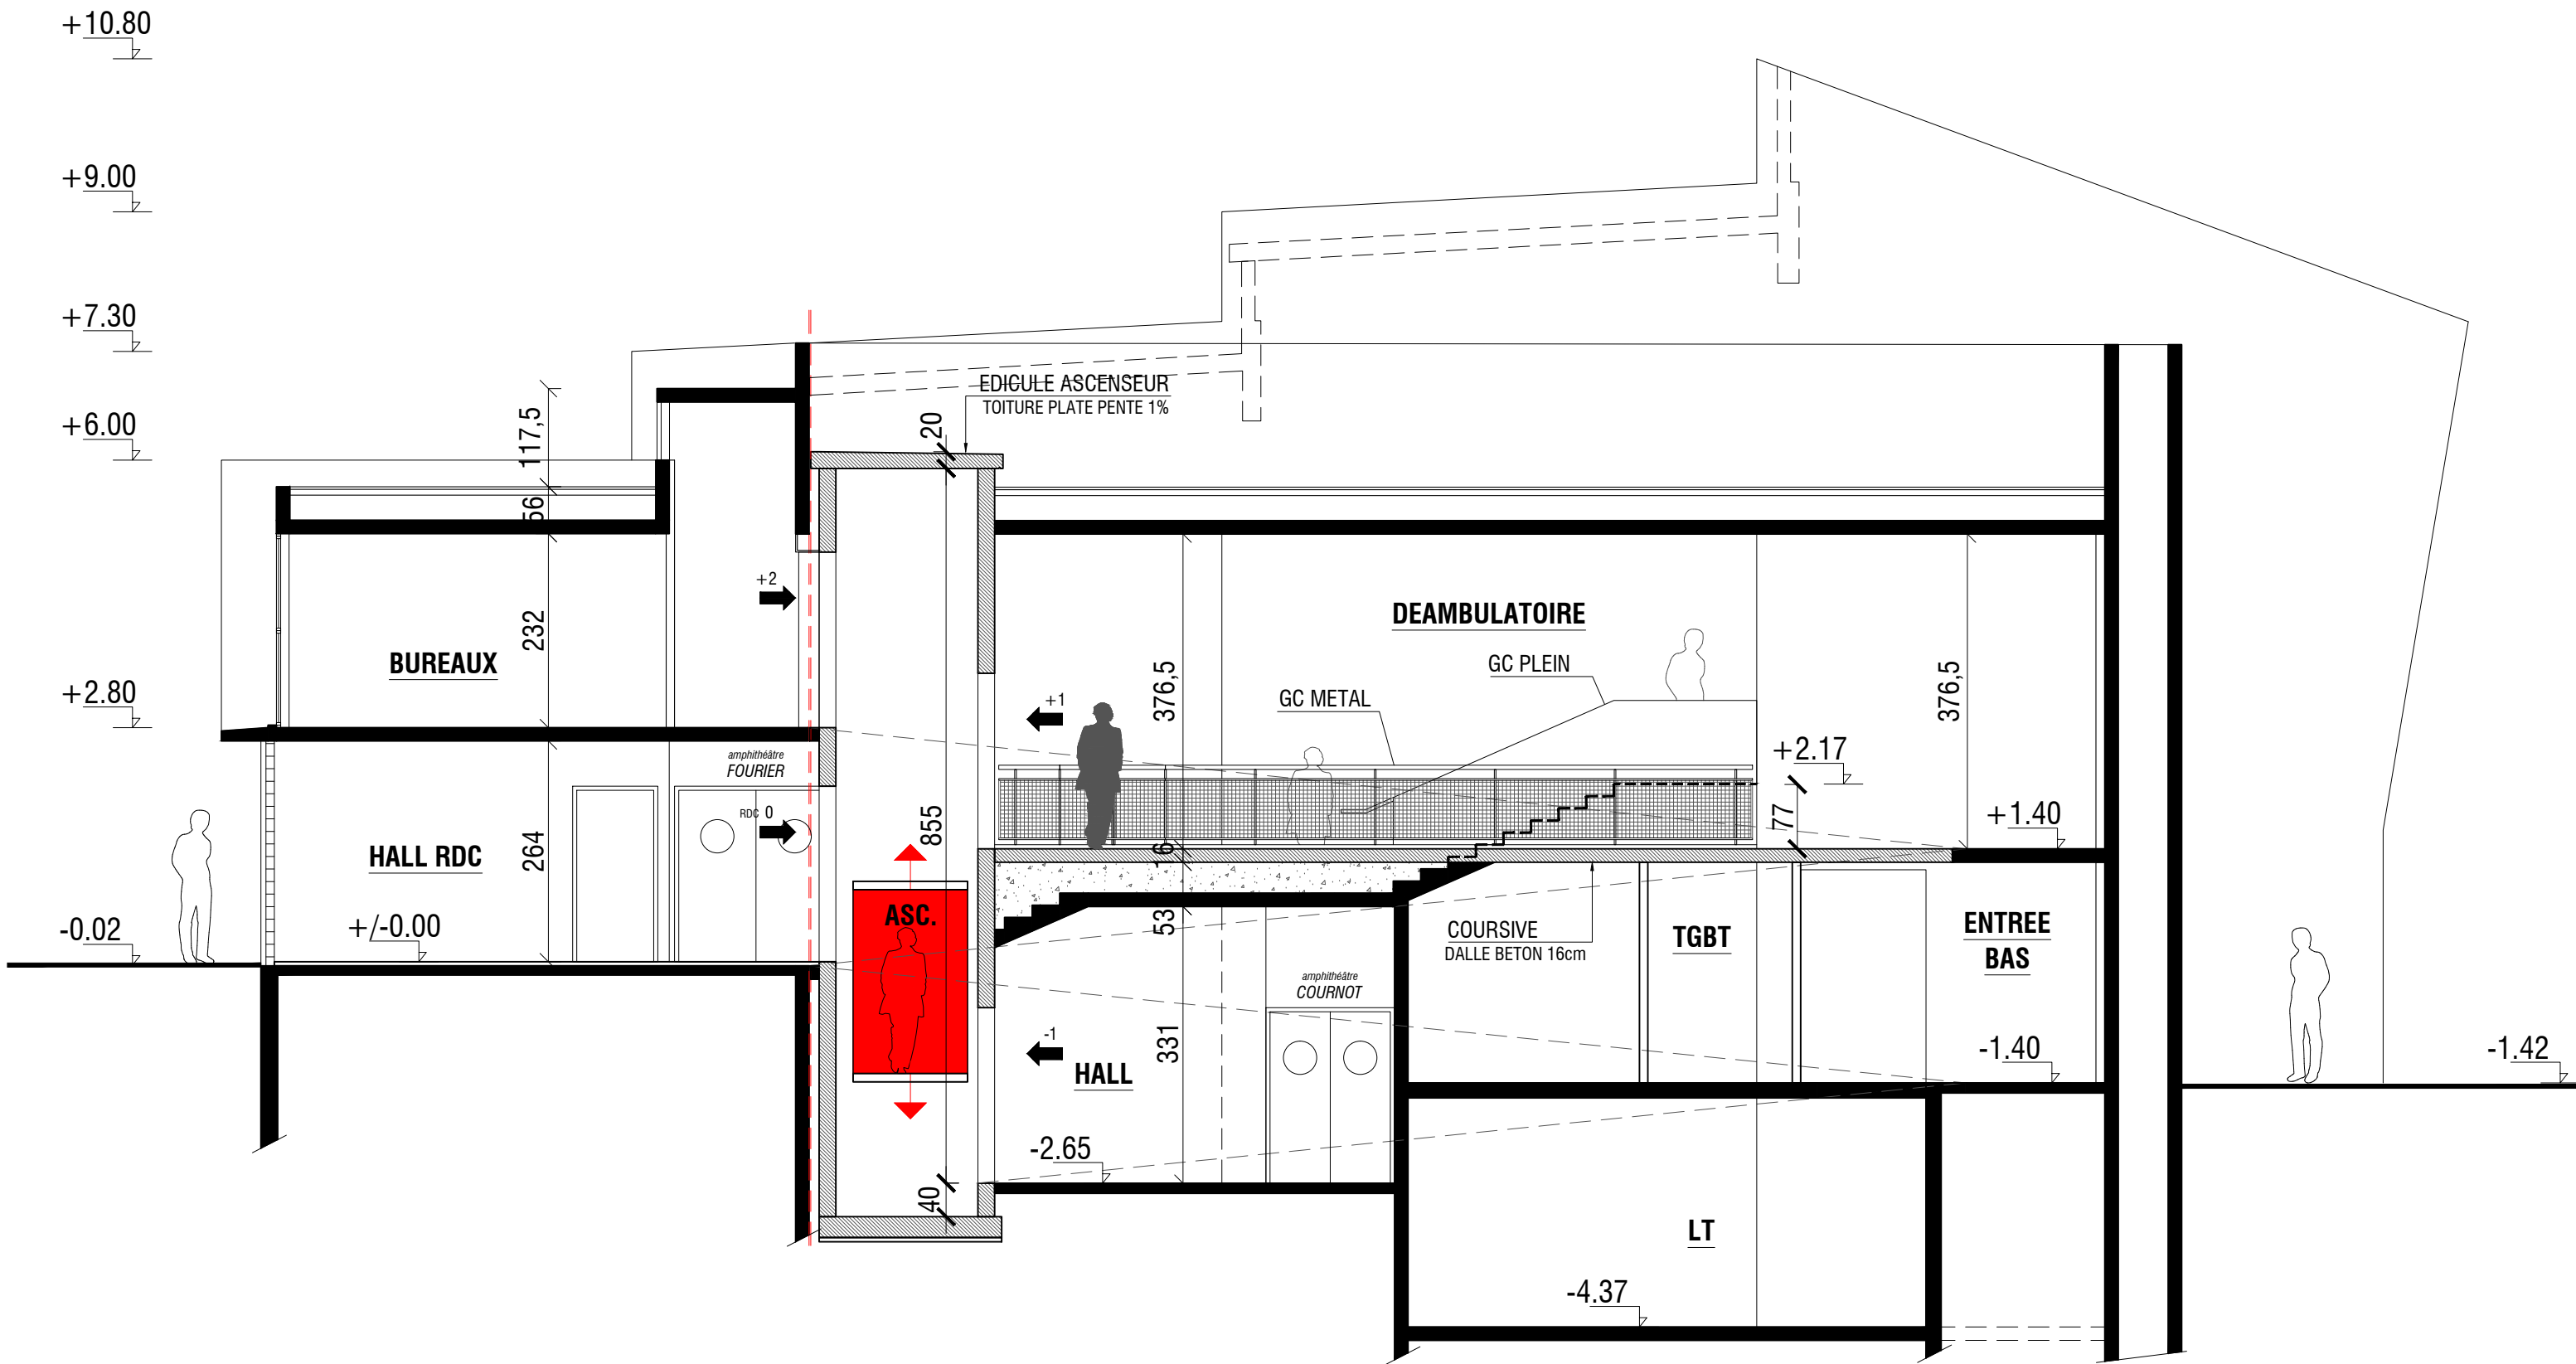 +10.80
+9.00
+7.30
+6.00
+2.80
-0.02
117,5
56
232
264
BUREAUX
HALL RDC
+/-0.00
+2
amphithéâtre
FOURIER
RDC 0
EDICULE ASCENSEUR
TOITURE PLATE PENTE 1%
20
855
40
ASC.
+1
-1
376,5
16
53
331
DEAMBULATOIRE
GC PLEIN
GC METAL
+2.17
77
376,5
+1.40
COURSIVE
DALLE BETON 16cm
TGBT
ENTREE
BAS
amphithéâtre
COURNOT
HALL
-2.65
-1.40
-1.42
LT
-4.37